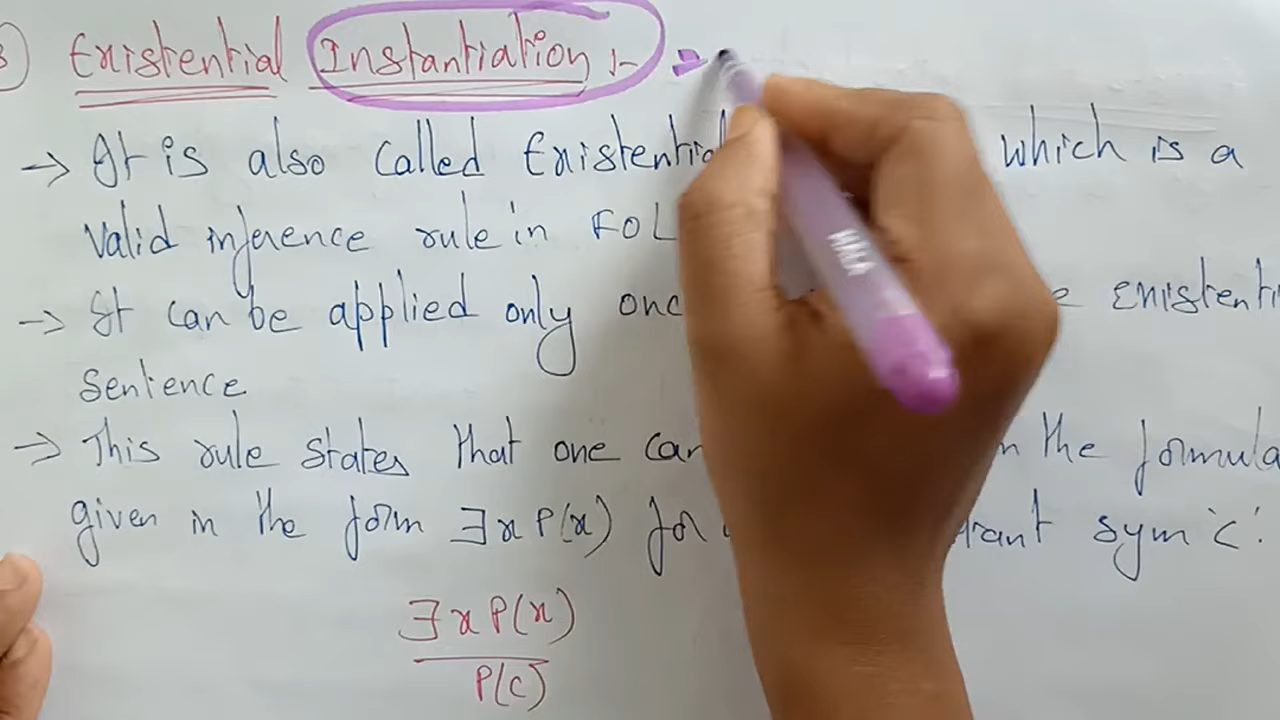 3) Existential Instantiation :-
→ It is also called Existential which is a
Valid inference rule in FOL
→ It can be applied only existenti
Sentence
→ This rule states that one can the formula
given in the form ∃x P(x) for sym 'c'.
∃x P(x)
P(c)
HAKA